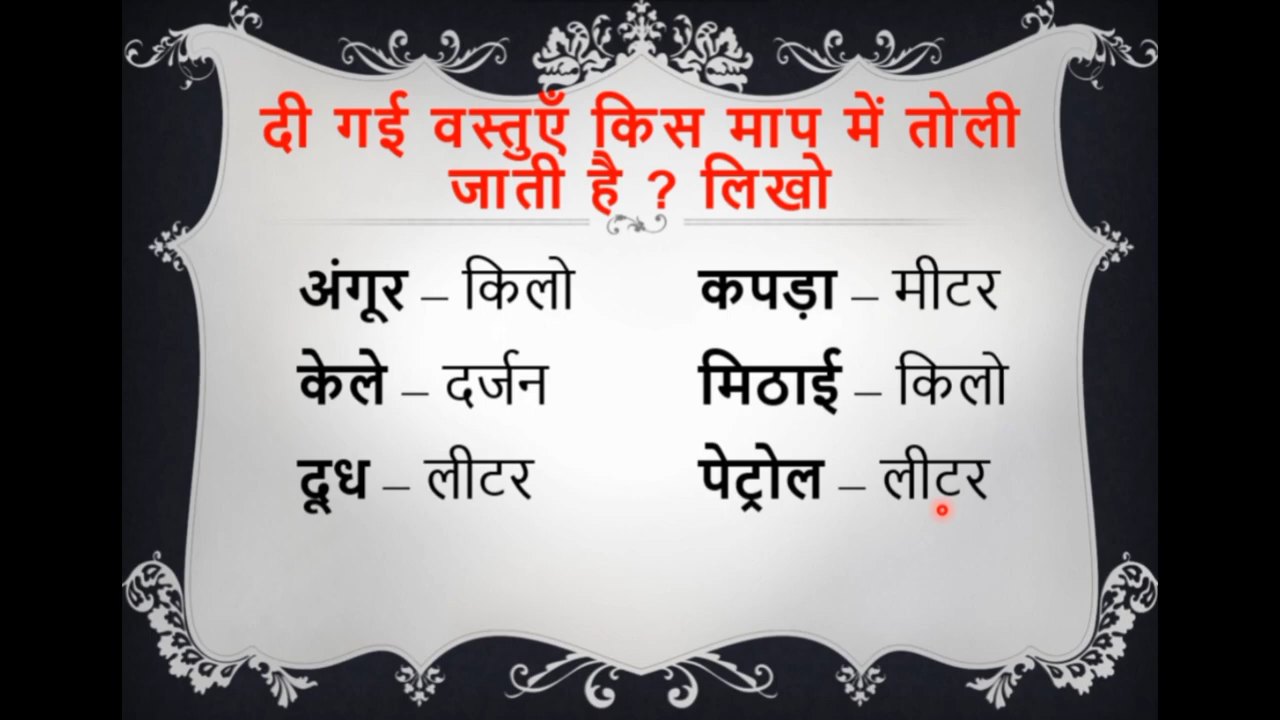 दी गई वस्तुएँ किस माप में तोली
जाती है ? लिखो
अंगूर – किलो
केले – दर्जन
दूध – लीटर
कपड़ा – मीटर
मिठाई – किलो
पेट्रोल – लीटर